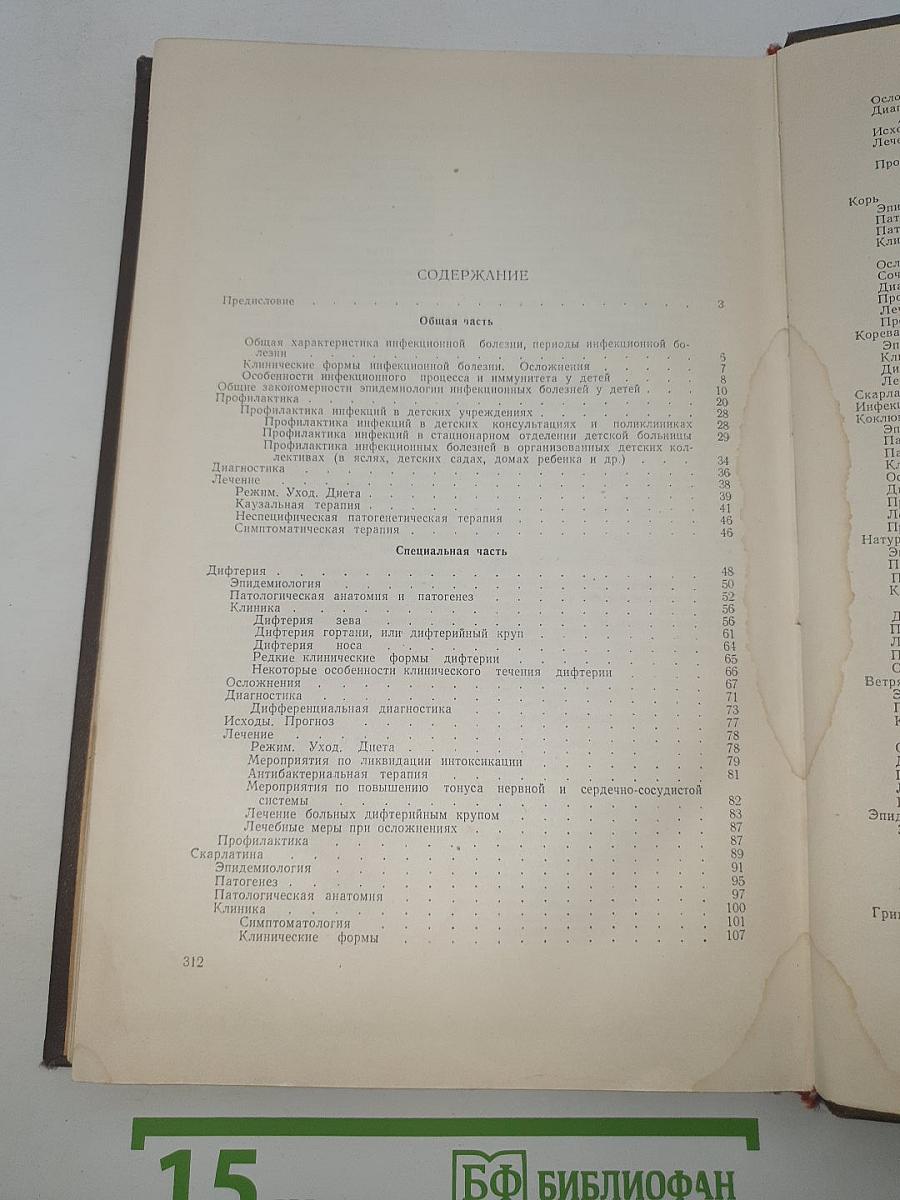 СОДЕРЖАНИЕ
Предисловие . . . 3
Общая часть
Общая характеристика инфекционной болезни, периоды инфекционной бо-
лезни . . . 6
Клинические формы инфекционной болезни. Осложнения . . . 7
Особенности инфекционного процесса и иммунитета у детей . . . 8
Общие закономерности эпидемиологии инфекционных болезней у детей . . . 10
Профилактика . . . 20
Профилактика инфекций в детских учреждениях . . . 28
Профилактика инфекций в детских консультациях и поликлиниках 28
Профилактика инфекций в стационарном отделении детской больницы 29
Профилактика инфекционных болезней в организованных детских кол-
лективах (в яслях, детских садах, домах ребенка и др.) . . . 34
Диагностика . . . 36
Лечение . . . 38
Режим. Уход. Диета . . . 39
Каузальная терапия . . . 41
Неспецифическая патогенетическая терапия . . . 46
Симптоматическая терапия . . . 46
Специальная часть
Дифтерия . . . 48
Эпидемиология . . . 50
Патологическая анатомия и патогенез . . . 52
Клиника . . . 56
Дифтерия зева . . . 56
Дифтерия гортани, или дифтерийный круп . . . 61
Дифтерия носа . . . 64
Редкие клинические формы дифтерии . . . 65
Некоторые особенности клинического течения дифтерии . . . 66
Осложнения . . . 67
Диагностика . . . 71
Дифференциальная диагностика . . . 73
Исходы. Прогноз . . . 77
Лечение . . . 78
Режим. Уход. Диета . . . 78
Мероприятия по ликвидации интоксикации . . . 79
Антибактериальная терапия . . . 81
Мероприятия по повышению тонуса нервной и сердечно-сосудистой
системы . . . 82
Лечение больных дифтерийным крупом . . . 83
Лечебные меры при осложнениях . . . 87
Профилактика . . . 87
Скарлатина . . . 89
Эпидемиология . . . 91
Патогенез . . . 95
Патологическая анатомия . . . 97
Клиника . . . 100
Симптоматология . . . 101
Клинические формы . . . 107
312
Корь
15
БФ БИБЛИОФАН